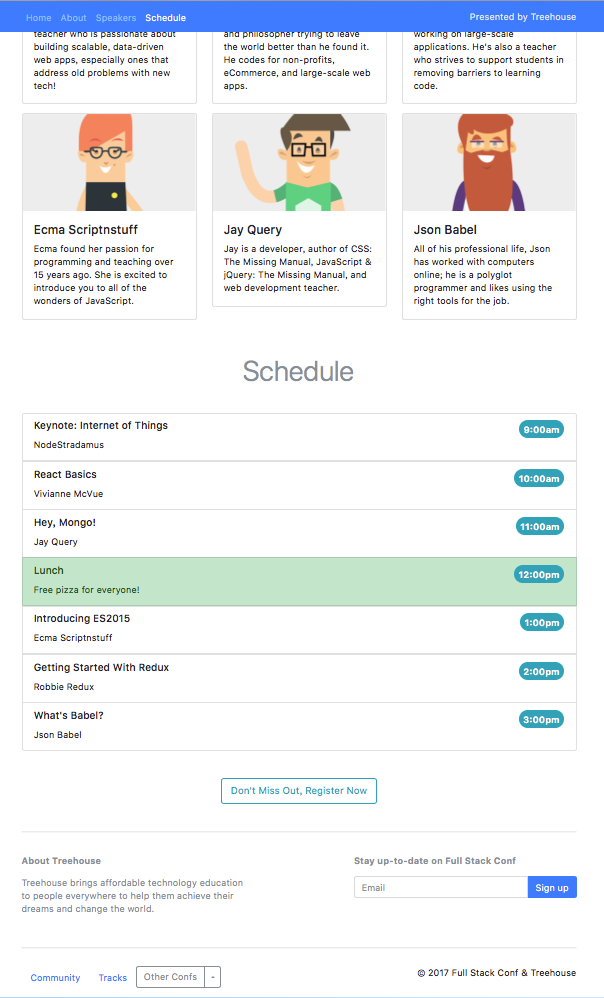 Home About Speakers Schedule Presented by Treehouse
teacher who is passionate about
building scalable, data-driven
web apps, especially ones that
address old problems with new
tech!
and philosopher trying to leave
the world better than he found it.
He codes for non-profits,
eCommerce, and large-scale web
apps.
working on large-scale
applications. He's also a teacher
who strives to support students in
removing barriers to learning
code.
Ecma Scriptnstuff
Ecma found her passion for
programming and teaching over
15 years ago. She is excited to
introduce you to all of the
wonders of JavaScript.
Jay Query
Jay is a developer, author of CSS:
The Missing Manual, JavaScript &
jQuery: The Missing Manual, and
web development teacher.
Json Babel
All of his professional life, Json
has worked with computers
online; he is a polyglot
programmer and likes using the
right tools for the job.
Schedule
Keynote: Internet of Things 9:00am
NodeStradamus
React Basics 10:00am
Vivianne McVue
Hey, Mongo! 11:00am
Jay Query
Lunch 12:00pm
Free pizza for everyone!
Introducing ES2015 1:00pm
Ecma Scriptnstuff
Getting Started With Redux 2:00pm
Robbie Redux
What's Babel? 3:00pm
Json Babel
Don't Miss Out, Register Now
About Treehouse
Treehouse brings affordable technology education
to people everywhere to help them achieve their
dreams and change the world.
Stay up-to-date on Full Stack Conf
Email Sign up
Community Tracks Other Confs - © 2017 Full Stack Conf & Treehouse